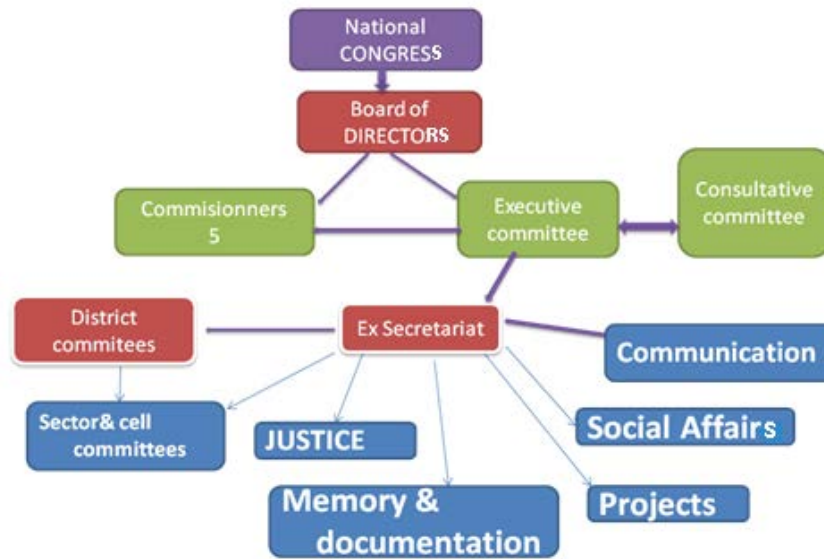 National
CONGRESS
Board of
DIRECTORS
Commisionners
5
Executive
committee
Consultative
committee
District
commitees
Ex Secretariat
Communication
Sector& cell
committees
JUSTICE
Social Affairs
Memory &
documentation
Projects